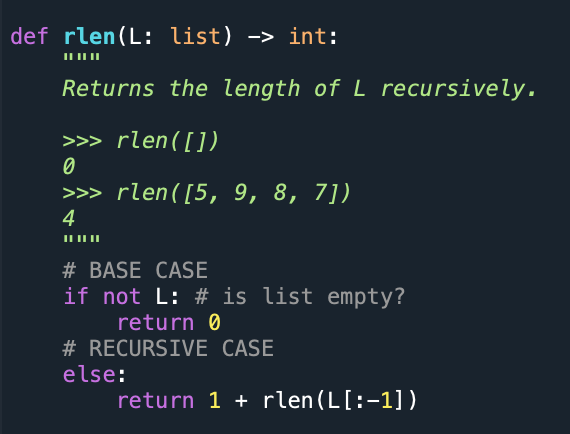 def rlen(L: list) -> int:
    """
    Returns the length of L recursively.

    >>> rlen([])
    0
    >>> rlen([5, 9, 8, 7])
    4
    """
    # BASE CASE
    if not L: # is list empty?
        return 0
    # RECURSIVE CASE
    else:
        return 1 + rlen(L[:-1])